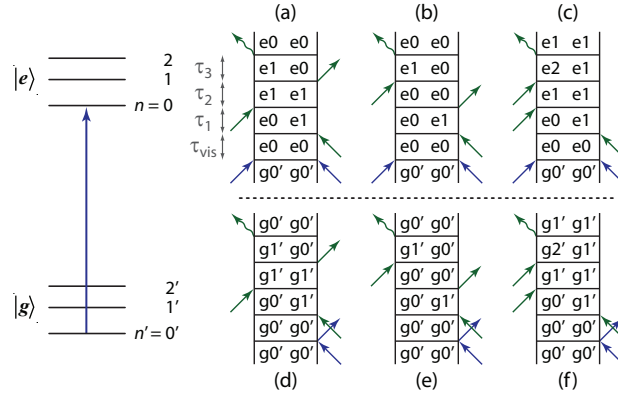 (a) (b) (c)
|e⟩
2
1
n = 0
τ3
τ2
τ1
τvis
e0 e0
e1 e0
e1 e1
e0 e1
e0 e0
g0' g0'
e0 e0
e1 e0
e0 e0
e0 e1
e0 e0
g0' g0'
e1 e1
e2 e1
e1 e1
e0 e1
e0 e0
g0' g0'
|g⟩
2'
1'
n' = 0'
g0' g0'
g1' g0'
g1' g1'
g0' g1'
g0' g0'
g0' g0'
g0' g0'
g1' g0'
g0' g0'
g0' g1'
g0' g0'
g0' g0'
g1' g1'
g2' g1'
g1' g1'
g0' g1'
g0' g0'
g0' g0'
(d) (e) (f)